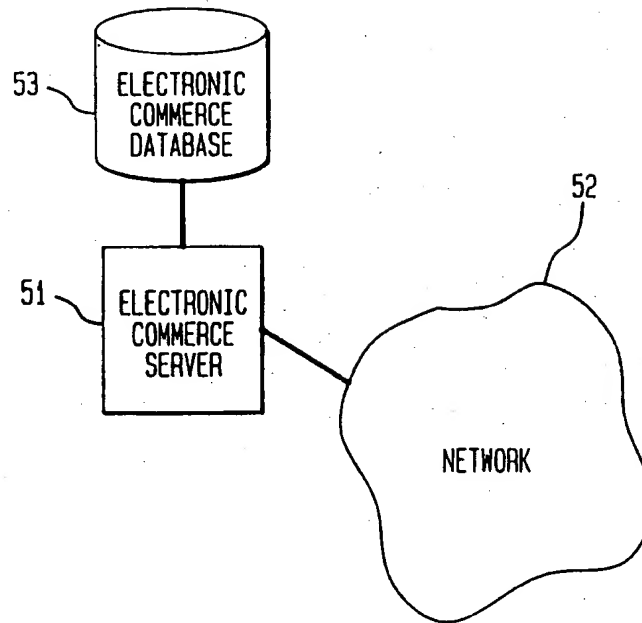 53
ELECTRONIC
COMMERCE
DATABASE
52
51
ELECTRONIC
COMMERCE
SERVER
NETWORK